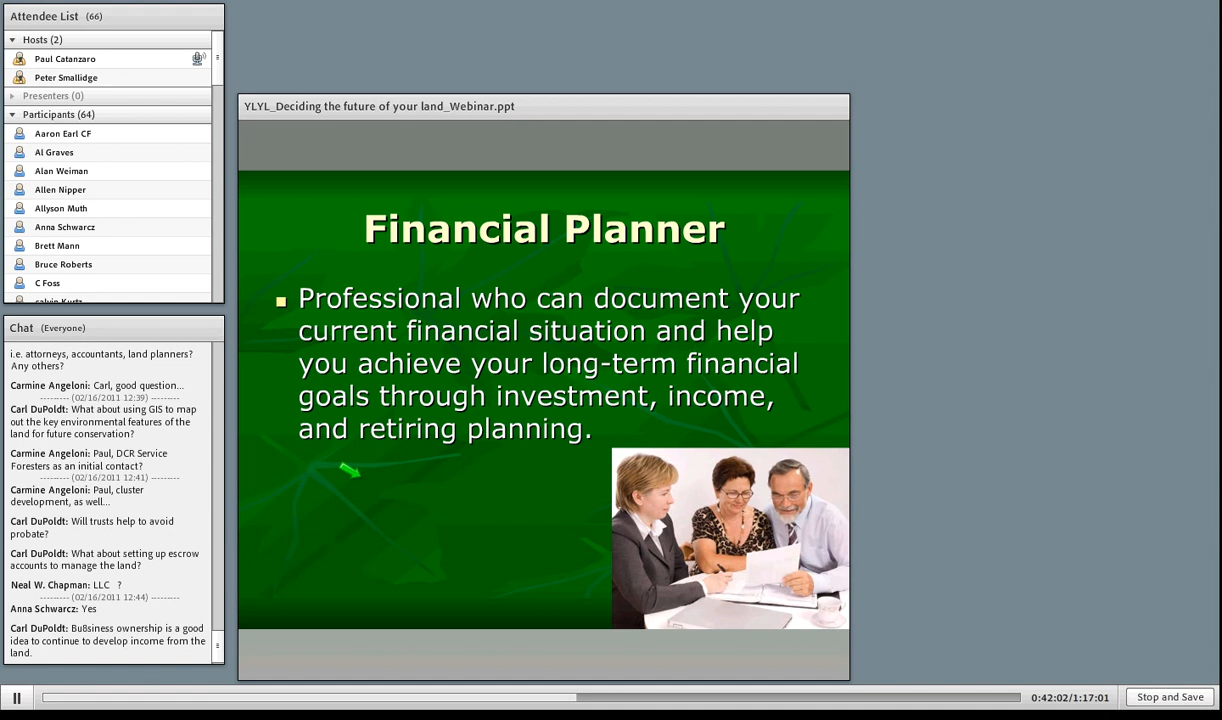 Attendee List (66)
Hosts (2)
Paul Catanzaro
Peter Smallidge
Presenters (0)
Participants (64)
Aaron Earl CF
Al Graves
Alan Weiman
Allen Nipper
Allyson Muth
Anna Schwarcz
Brett Mann
Bruce Roberts
C Foss
calvin Kurtz
Chat (Everyone)
i.e. attorneys, accountants, land planners?
Any others?
Carmine Angeloni: Carl, good question...
--------- (02/16/2011 12:39) ---------
Carl DuPoldt: What about using GIS to map
out the key environmental features of the
land for future conservation?
Carmine Angeloni: Paul, DCR Service
Foresters as an initial contact?
--------- (02/16/2011 12:41) ---------
Carmine Angeloni: Paul, cluster
development, as well...
Carl DuPoldt: Will trusts help to avoid
probate?
Carl DuPoldt: What about setting up escrow
accounts to manage the land?
Neal W. Chapman: LLC ?
--------- (02/16/2011 12:44) ---------
Anna Schwarcz: Yes
Carl DuPoldt: Bu8siness ownership is a good
idea to continue to develop income from the
land.
YLYL_Deciding the future of your land_Webinar.ppt
Financial Planner
Professional who can document your
current financial situation and help
you achieve your long-term financial
goals through investment, income,
and retiring planning.
0:42:02/1:17:01
Stop and Save